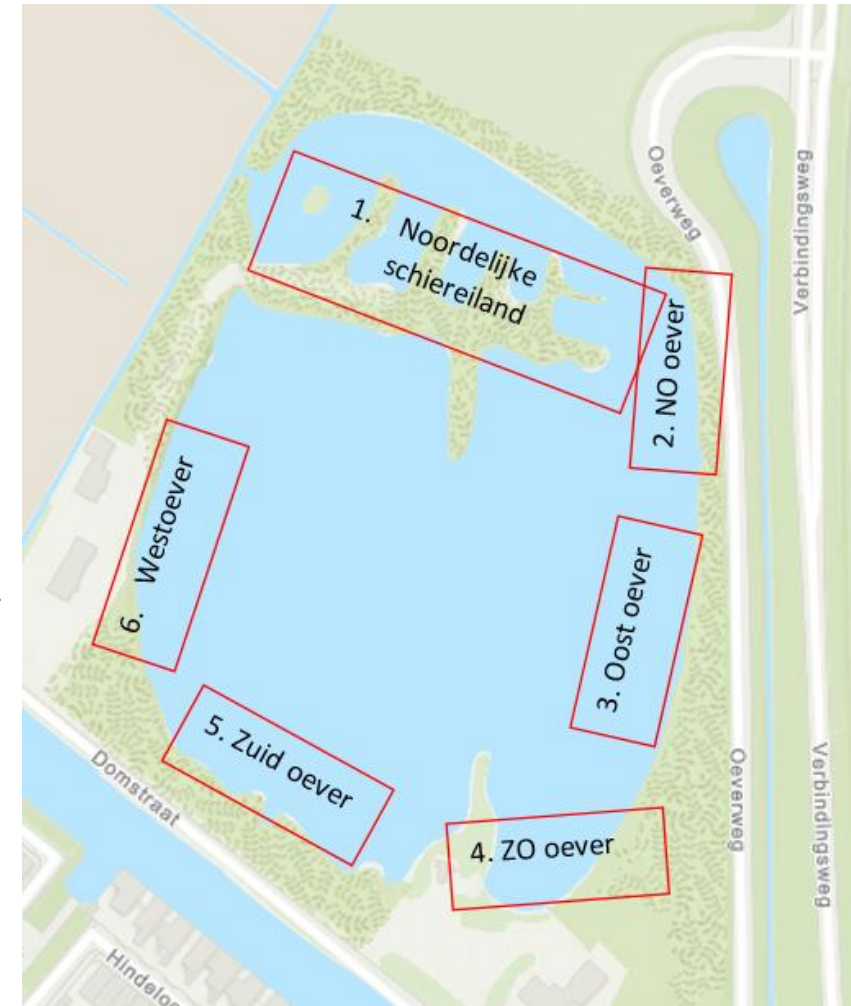 Oeverweg
Verbindingsweg
1. Noordelijke
schiereiland
2. NO oever
6. Westoever
3. Oost oever
5. Zuid oever
4. ZO oever
Domstraat
Oeverweg
Verbindingsweg